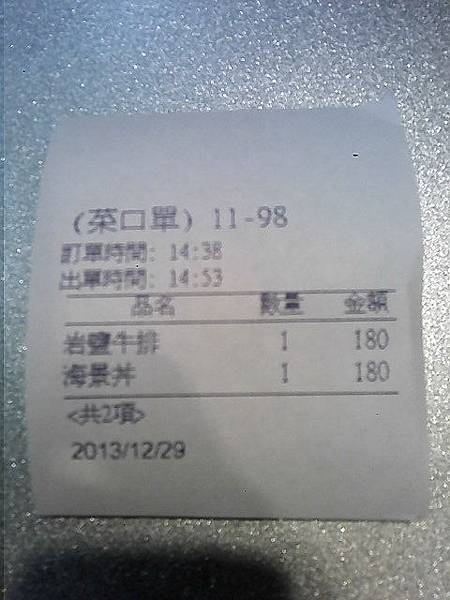 (菜口單) 11-98
訂單時間: 14:38
出單時間: 14:53
品名 數量 金額
岩鹽牛排 1 180
海景丼 1 180
<共2項>
2013/12/29